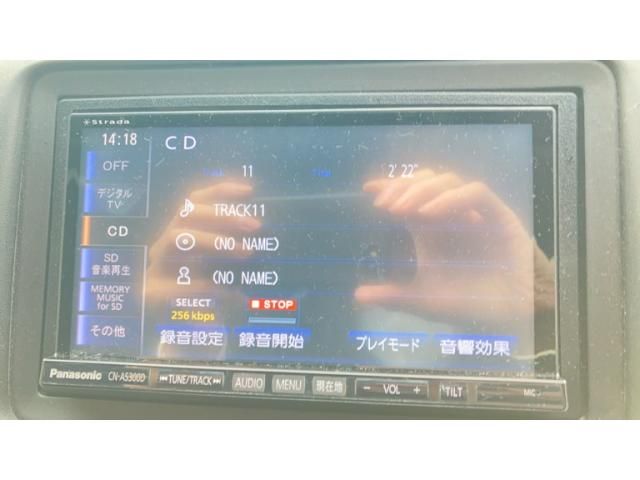 Strada
14:18
CD
OFF
11 2' 22"
デジタル
TV
TRACK11
CD
(NO NAME)
SD
音楽再生
(NO NAME)
MEMORY
MUSIC
for SD
SELECT
STOP
256 kbps
その他
録音設定 録音開始 プレイモード 音響効果
Panasonic CN-AS300D TUNE/TRACK AUDIO MENU 現在地 − VOL + TILT MIC